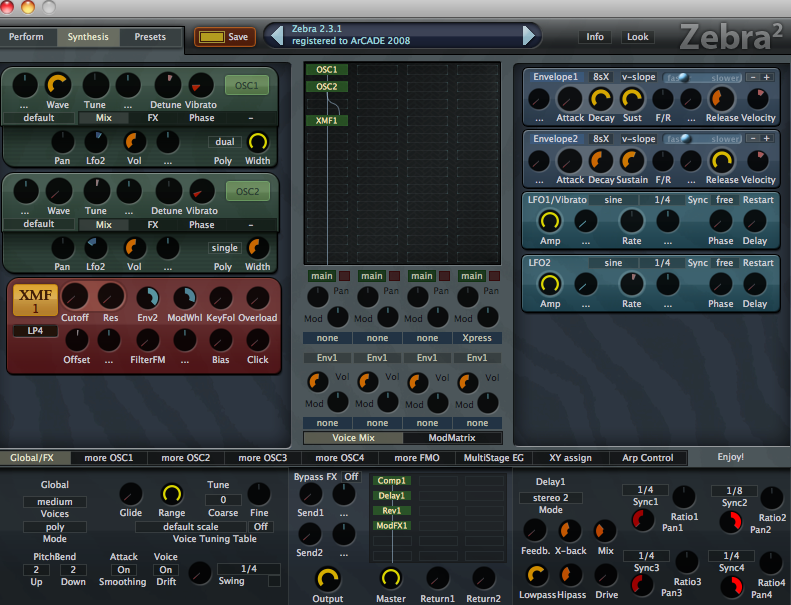 Perform Synthesis Presets Save
Zebra 2.3.1
registered to ArCADE 2008
Info Look Zebra2
OSC1
... Wave Tune ... Detune Vibrato
default Mix FX Phage –
Pan Lfo2 Vol ... Poly Width
dual
OSC2
... Wave Tune ... Detune Vibrato
default Mix FX Phase –
single
Pan Lfo2 Vol ... Poly Width
XMF
1
LP4
Cutoff Res Env2 ModWhl KeyFol Overload
Offset ... FilterFM ... Bias Click
OSC1
OSC2
XMF1
main main main main
Pan Pan Pan Pan
Mod Mod Mod Mod
none none none Xpress
Env1 Env1 Env1 Env1
Vol Vol Vol Vol
Mod Mod Mod Mod
none none none none
Voice Mix ModMatrix
Envelope1 8sX v-slope fast slower – +
... Attack Decay Sust ... F/R ... Release Velocity
Envelope2 8sX v-slope fast slower – +
... Attack Decay Sustain F/R ... Release Velocity
LFO1/Vibrato sine 1/4 Sync free Restart
Amp ... Rate ... Phase Delay
LFO2 sine 1/4 Sync free Restart
Amp ... Rate ... Phase Delay
Global/FX more OSC1 more OSC2 more OSC3 more OSC4 more FMO MultiStage EG XY assign Arp Control Enjoy!
Global
medium
Voices
poly
Mode
PitchBend
2 2
Up Down
Glide Range
Tune
0
Coarse Fine
default scale Off
Voice Tuning Table
Attack
On
Smoothing
Voice
On
Drift
1/4
Swing
Bypass FX Off
Send1 ...
Send2 ...
Output
Comp1
Delay1
Rev1
ModFX1
Master Return1 Return2
Delay1
stereo 2
Mode
Feedb. X-back Mix
Lowpass Hipass Drive
1/4
Sync1
Ratio1
Pan1
1/8
Sync2
Ratio2
Pan2
1/4
Sync3
Ratio3
Pan3
1/4
Sync4
Ratio4
Pan4